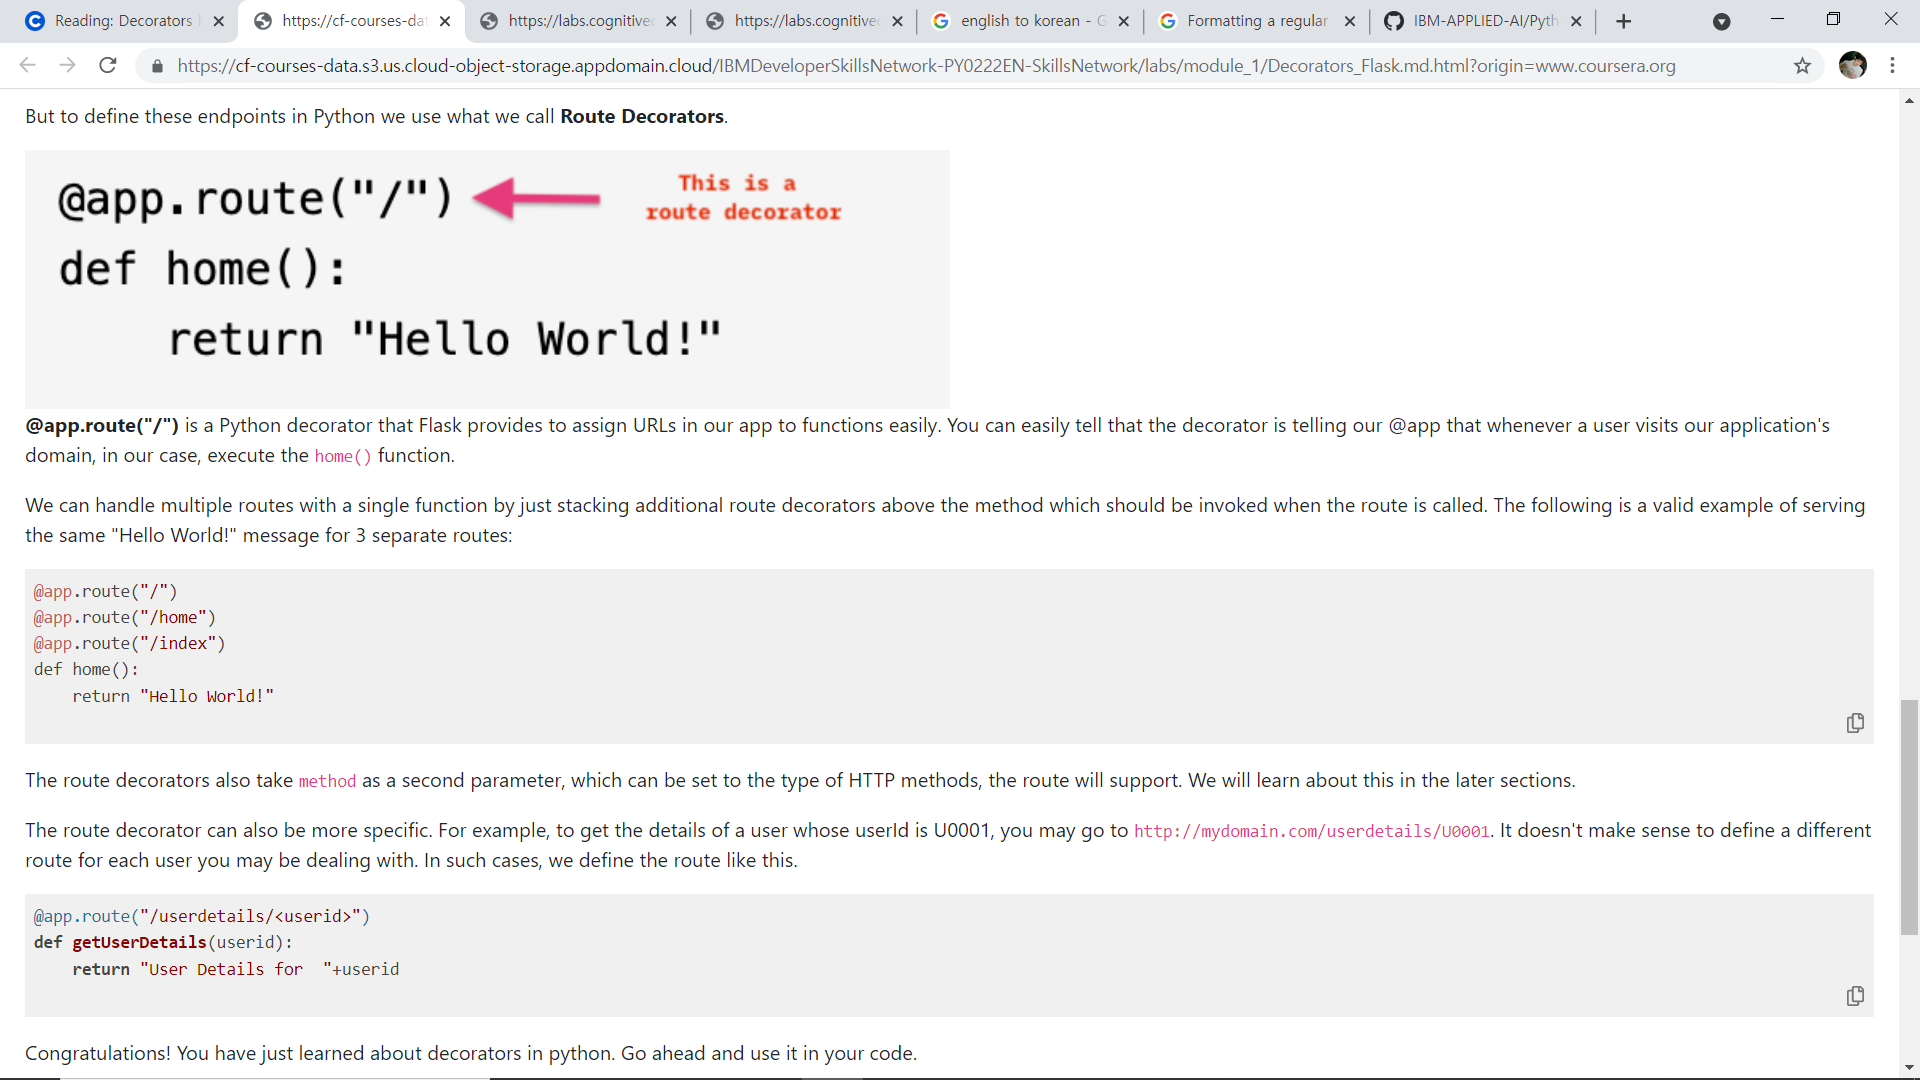 Reading: Decorators
https://cf-courses-dat
https://labs.cognitivec
https://labs.cognitivec
english to korean - G
Formatting a regular
IBM-APPLIED-AI/Pyth
https://cf-courses-data.s3.us.cloud-object-storage.appdomain.cloud/IBMDeveloperSkillsNetwork-PY0222EN-SkillsNetwork/labs/module_1/Decorators_Flask.md.html?origin=www.coursera.org
But to define these endpoints in Python we use what we call Route Decorators.
@app.route("/")
This is a
route decorator
def home():
    return "Hello World!"
@app.route("/") is a Python decorator that Flask provides to assign URLs in our app to functions easily. You can easily tell that the decorator is telling our @app that whenever a user visits our application's
domain, in our case, execute the home() function.
We can handle multiple routes with a single function by just stacking additional route decorators above the method which should be invoked when the route is called. The following is a valid example of serving
the same "Hello World!" message for 3 separate routes:
@app.route("/")
@app.route("/home")
@app.route("/index")
def home():
    return "Hello World!"
The route decorators also take method as a second parameter, which can be set to the type of HTTP methods, the route will support. We will learn about this in the later sections.
The route decorator can also be more specific. For example, to get the details of a user whose userId is U0001, you may go to http://mydomain.com/userdetails/U0001. It doesn't make sense to define a different
route for each user you may be dealing with. In such cases, we define the route like this.
@app.route("/userdetails/<userid>")
def getUserDetails(userid):
    return "User Details for  "+userid
Congratulations! You have just learned about decorators in python. Go ahead and use it in your code.